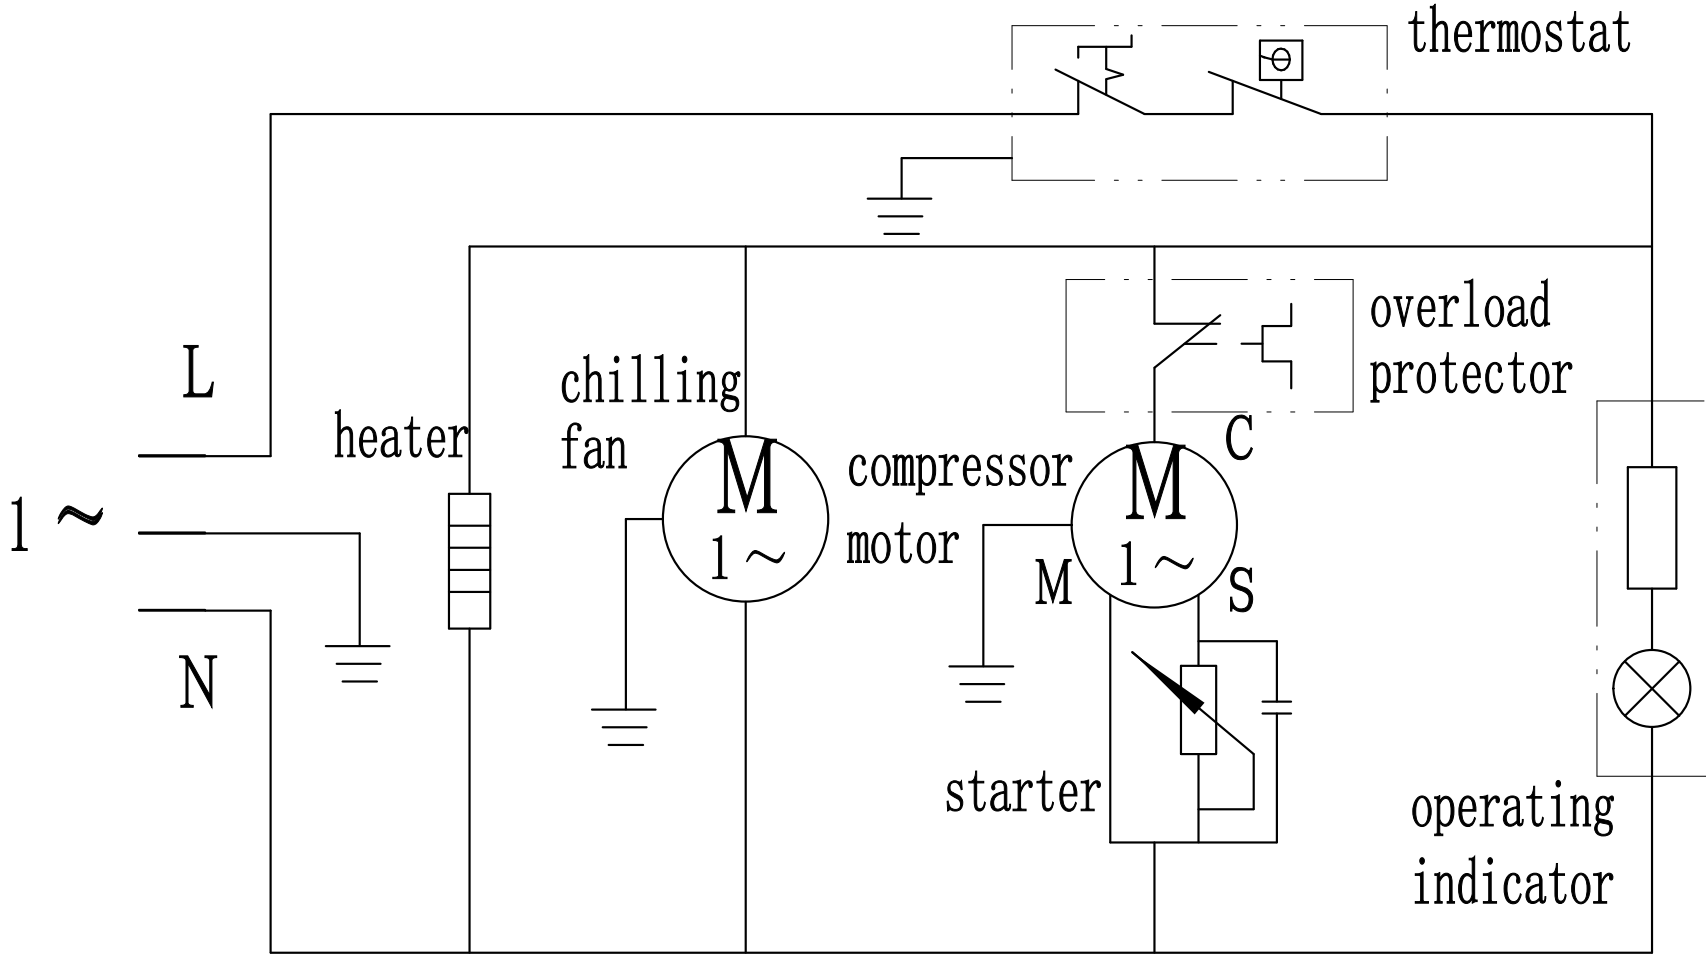 thermostat
overload
protector
L
chilling
fan
heater
M
1~
C
compressor
motor
M
1~
1~
M
S
N
starter
operating
indicator